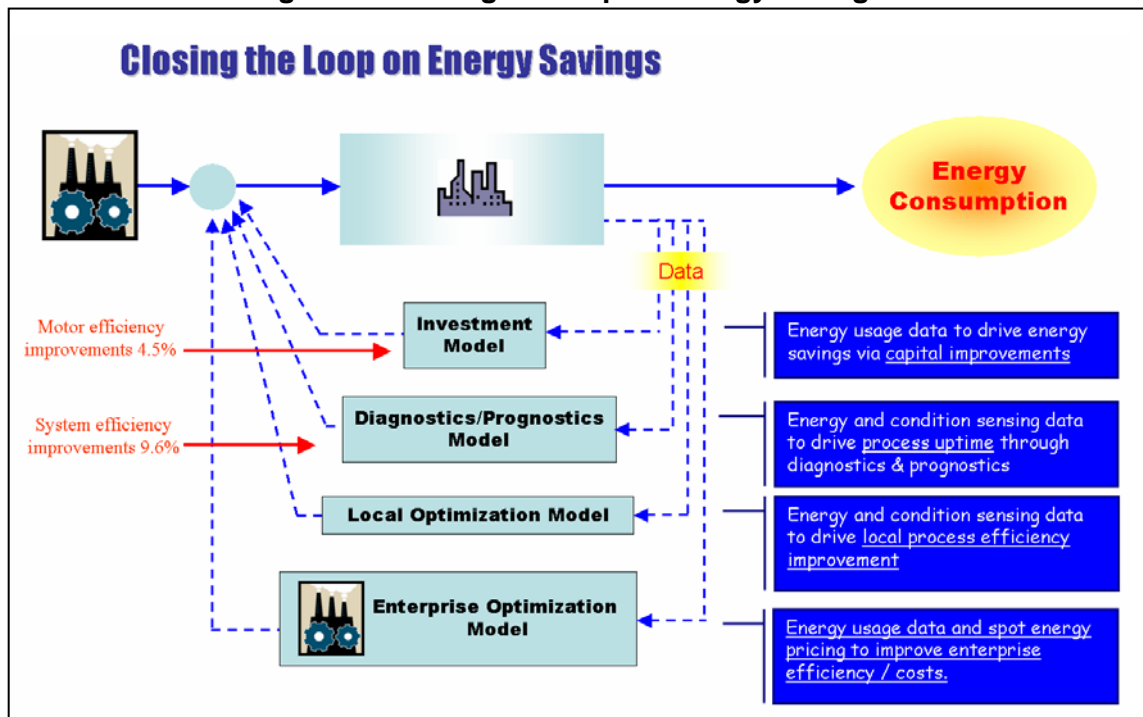 Closing the Loop on Energy Savings
Energy
Consumption
Data
Motor efficiency
improvements 4.5%
Investment
Model
Energy usage data to drive energy
savings via capital improvements
System efficiency
improvements 9.6%
Diagnostics/Prognostics
Model
Energy and condition sensing data
to drive process uptime through
diagnostics & prognostics
Local Optimization Model
Energy and condition sensing data
to drive local process efficiency
improvement
Enterprise Optimization
Model
Energy usage data and spot energy
pricing to improve enterprise
efficiency / costs.